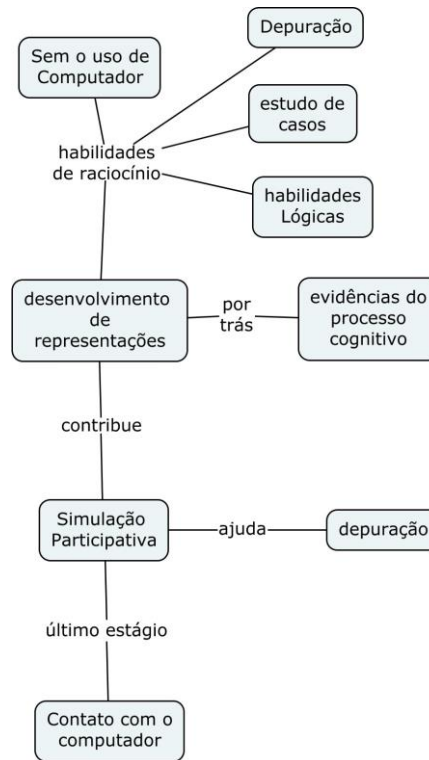 Depuração
Sem o uso de
Computador
estudo de
casos
habilidades
de raciocínio
habilidades
Lógicas
desenvolvimento
de
representações
por
trás
evidências do
processo
cognitivo
contribue
Simulação
Participativa
ajuda
depuração
último estágio
Contato com o
computador